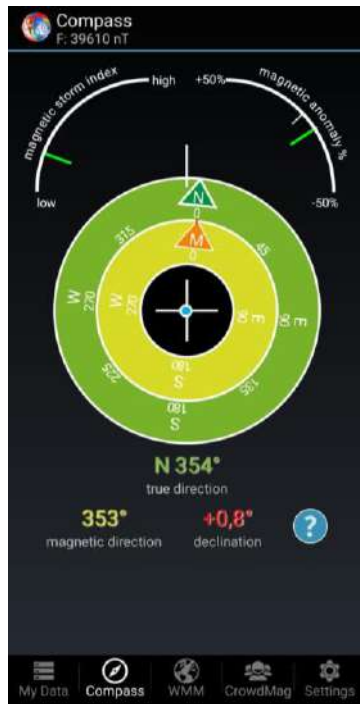 Compass
F: 39610 nT
magnetic storm index
high
low
+50%
magnetic anomaly %
-50%
N
0
M
0
315
45
W
270
W
270
90
E
90
E
180
S
225
135
180
S
N 354°
true direction
353°
magnetic direction
+0,8°
declination
?
My Data
Compass
WMM
CrowdMag
Settings